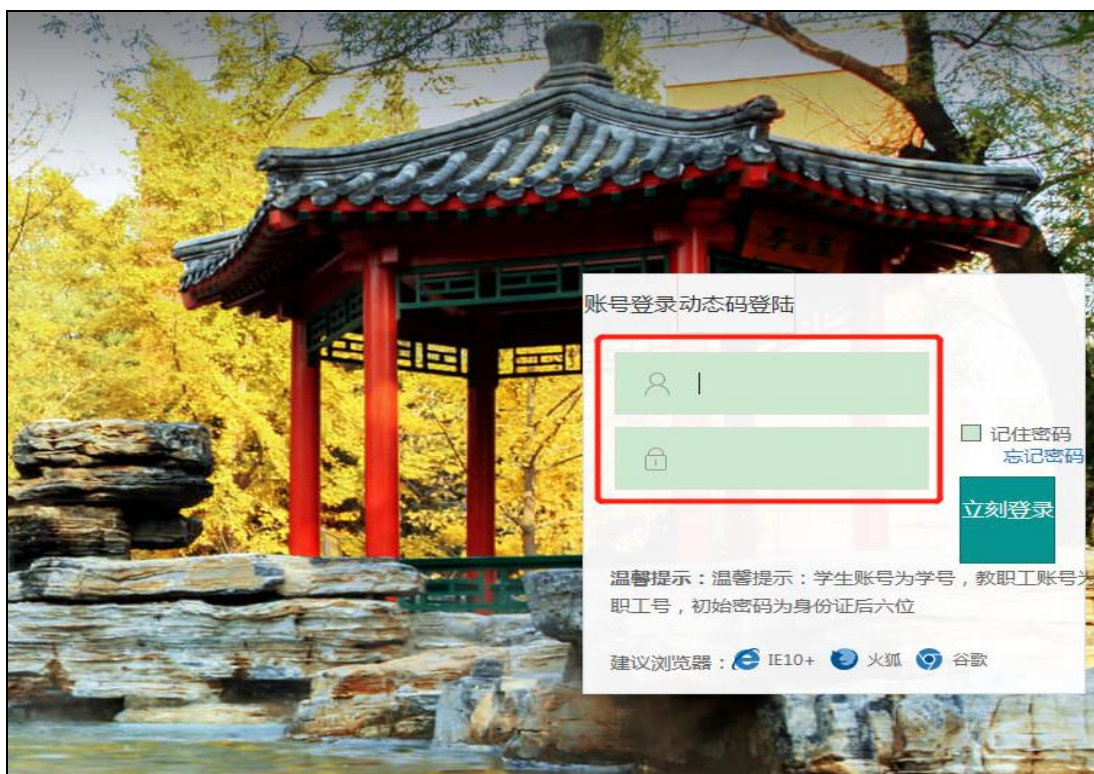 账号登录动态码登陆
记住密码
忘记密码
立刻登录
温馨提示：温馨提示：学生账号为学号，教职工账号为
职工号，初始密码为身份证后六位
建议浏览器： IE10+ 火狐 谷歌